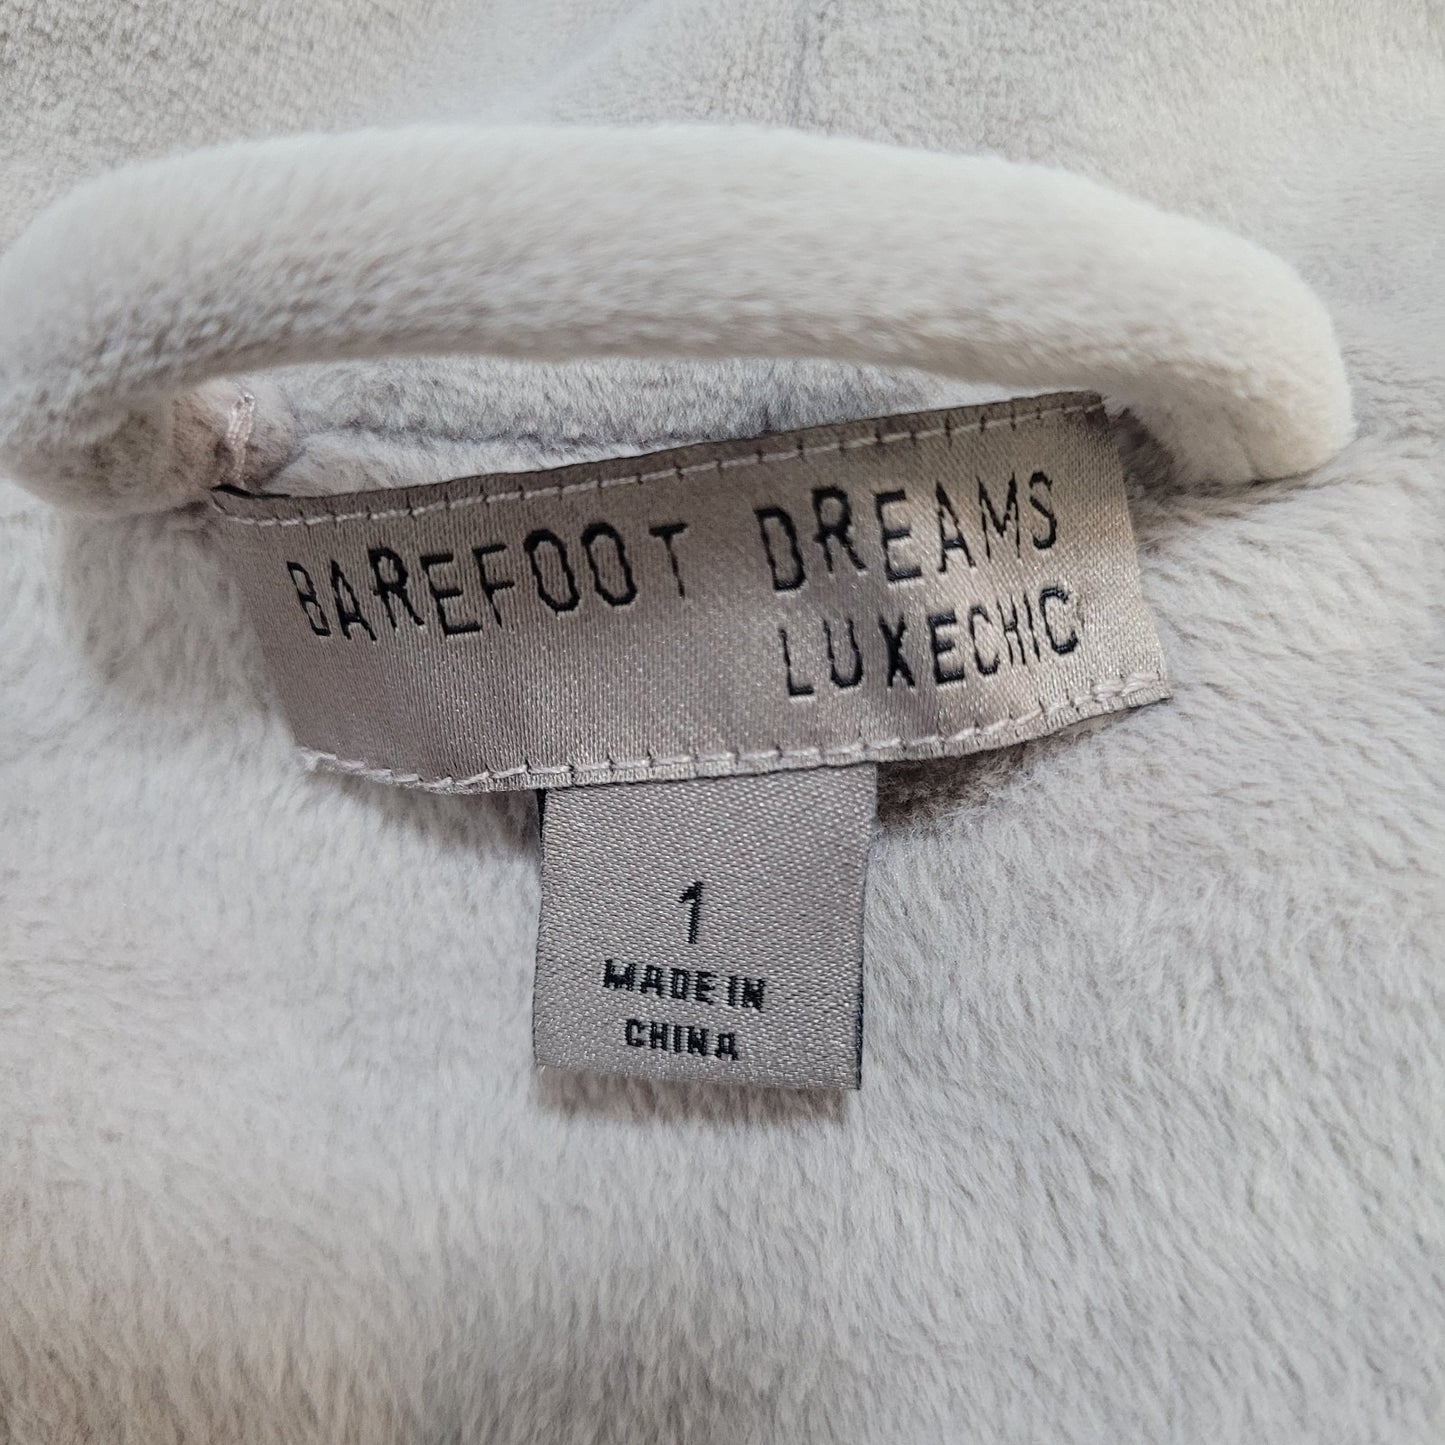 BAREFOOT DREAMS
LUXECHIC
1
MADE IN
CHINA